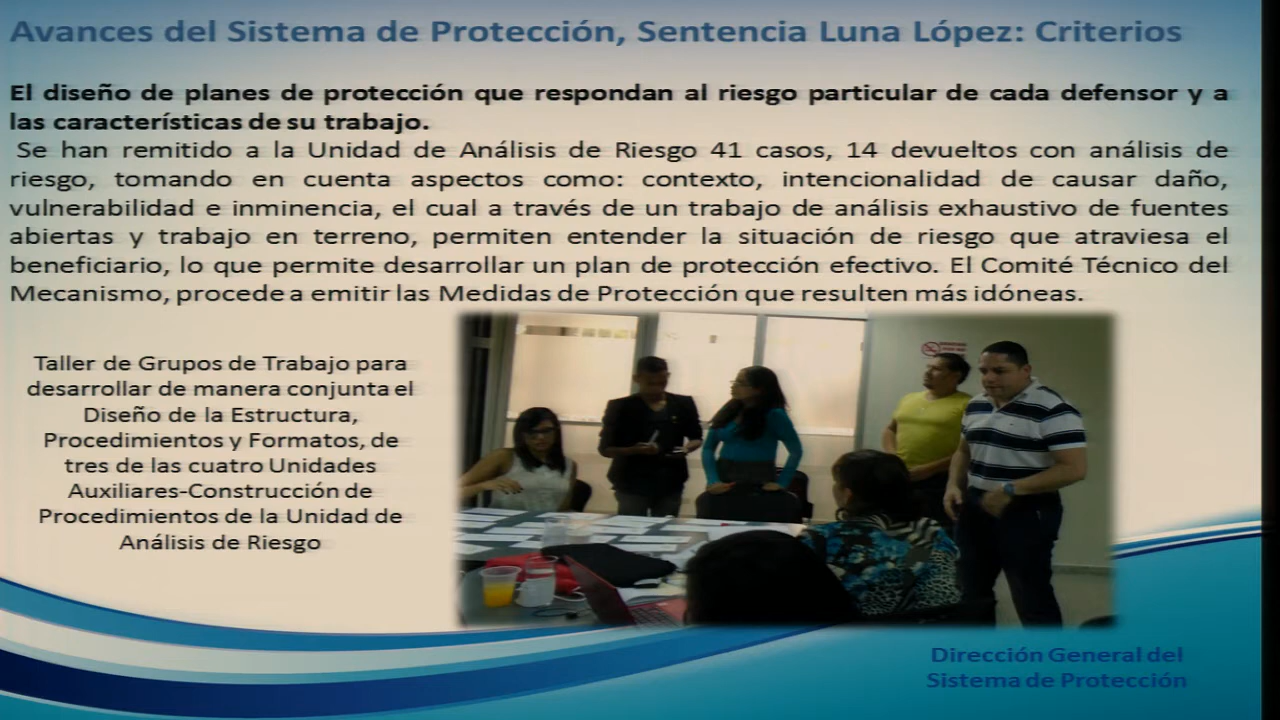 Avances del Sistema de Protección, Sentencia Luna López: Criterios
El diseño de planes de protección que respondan al riesgo particular de cada defensor y a
las características de su trabajo.
Se han remitido a la Unidad de Análisis de Riesgo 41 casos, 14 devueltos con análisis de
riesgo, tomando en cuenta aspectos como: contexto, intencionalidad de causar daño,
vulnerabilidad e inminencia, el cual a través de un trabajo de análisis exhaustivo de fuentes
abiertas y trabajo en terreno, permiten entender la situación de riesgo que atraviesa el
beneficiario, lo que permite desarrollar un plan de protección efectivo. El Comité Técnico del
Mecanismo, procede a emitir las Medidas de Protección que resulten más idóneas.
Taller de Grupos de Trabajo para
desarrollar de manera conjunta el
Diseño de la Estructura,
Procedimientos y Formatos, de
tres de las cuatro Unidades
Auxiliares-Construcción de
Procedimientos de la Unidad de
Análisis de Riesgo
Dirección General del
Sistema de Protección